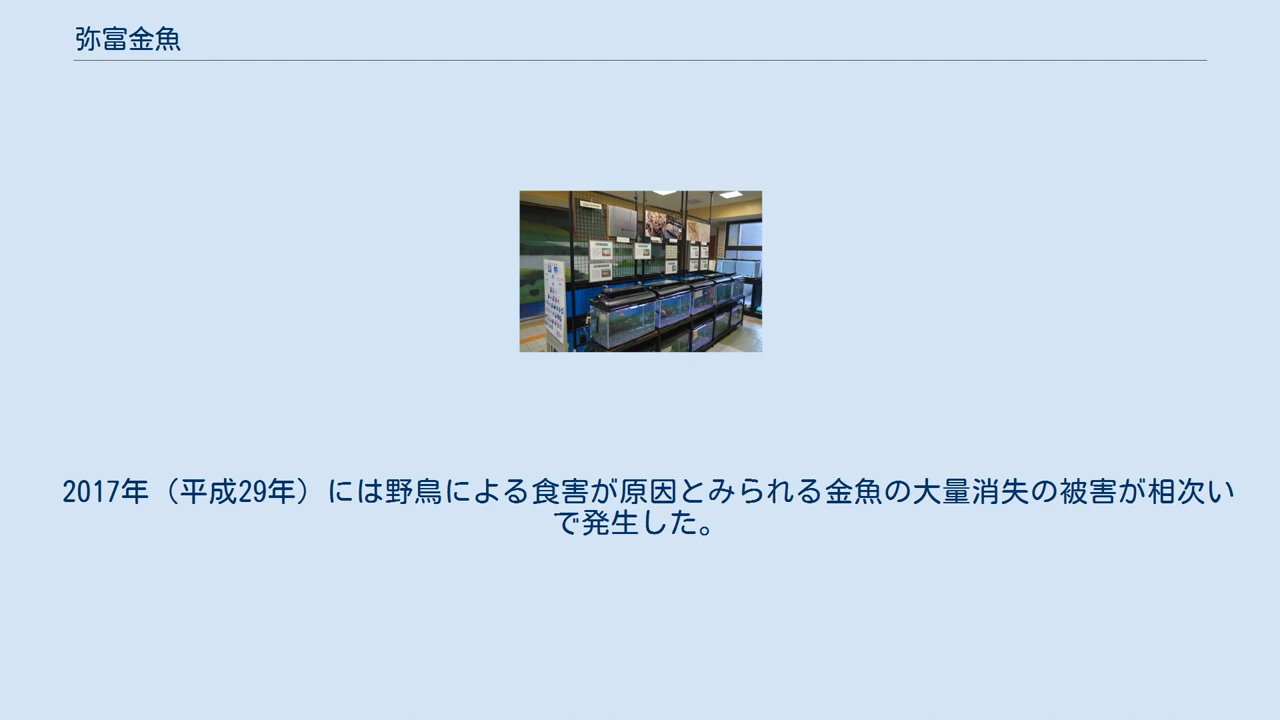 弥富金魚
2017年（平成29年）には野鳥による食害が原因とみられる金魚の大量消失の被害が相次い
で発生した。